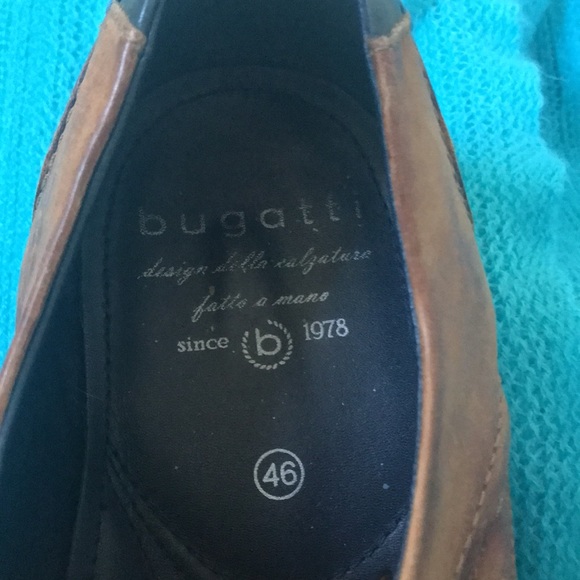 bugatti
design della calzatura
fatto a mano
since b 1978
46